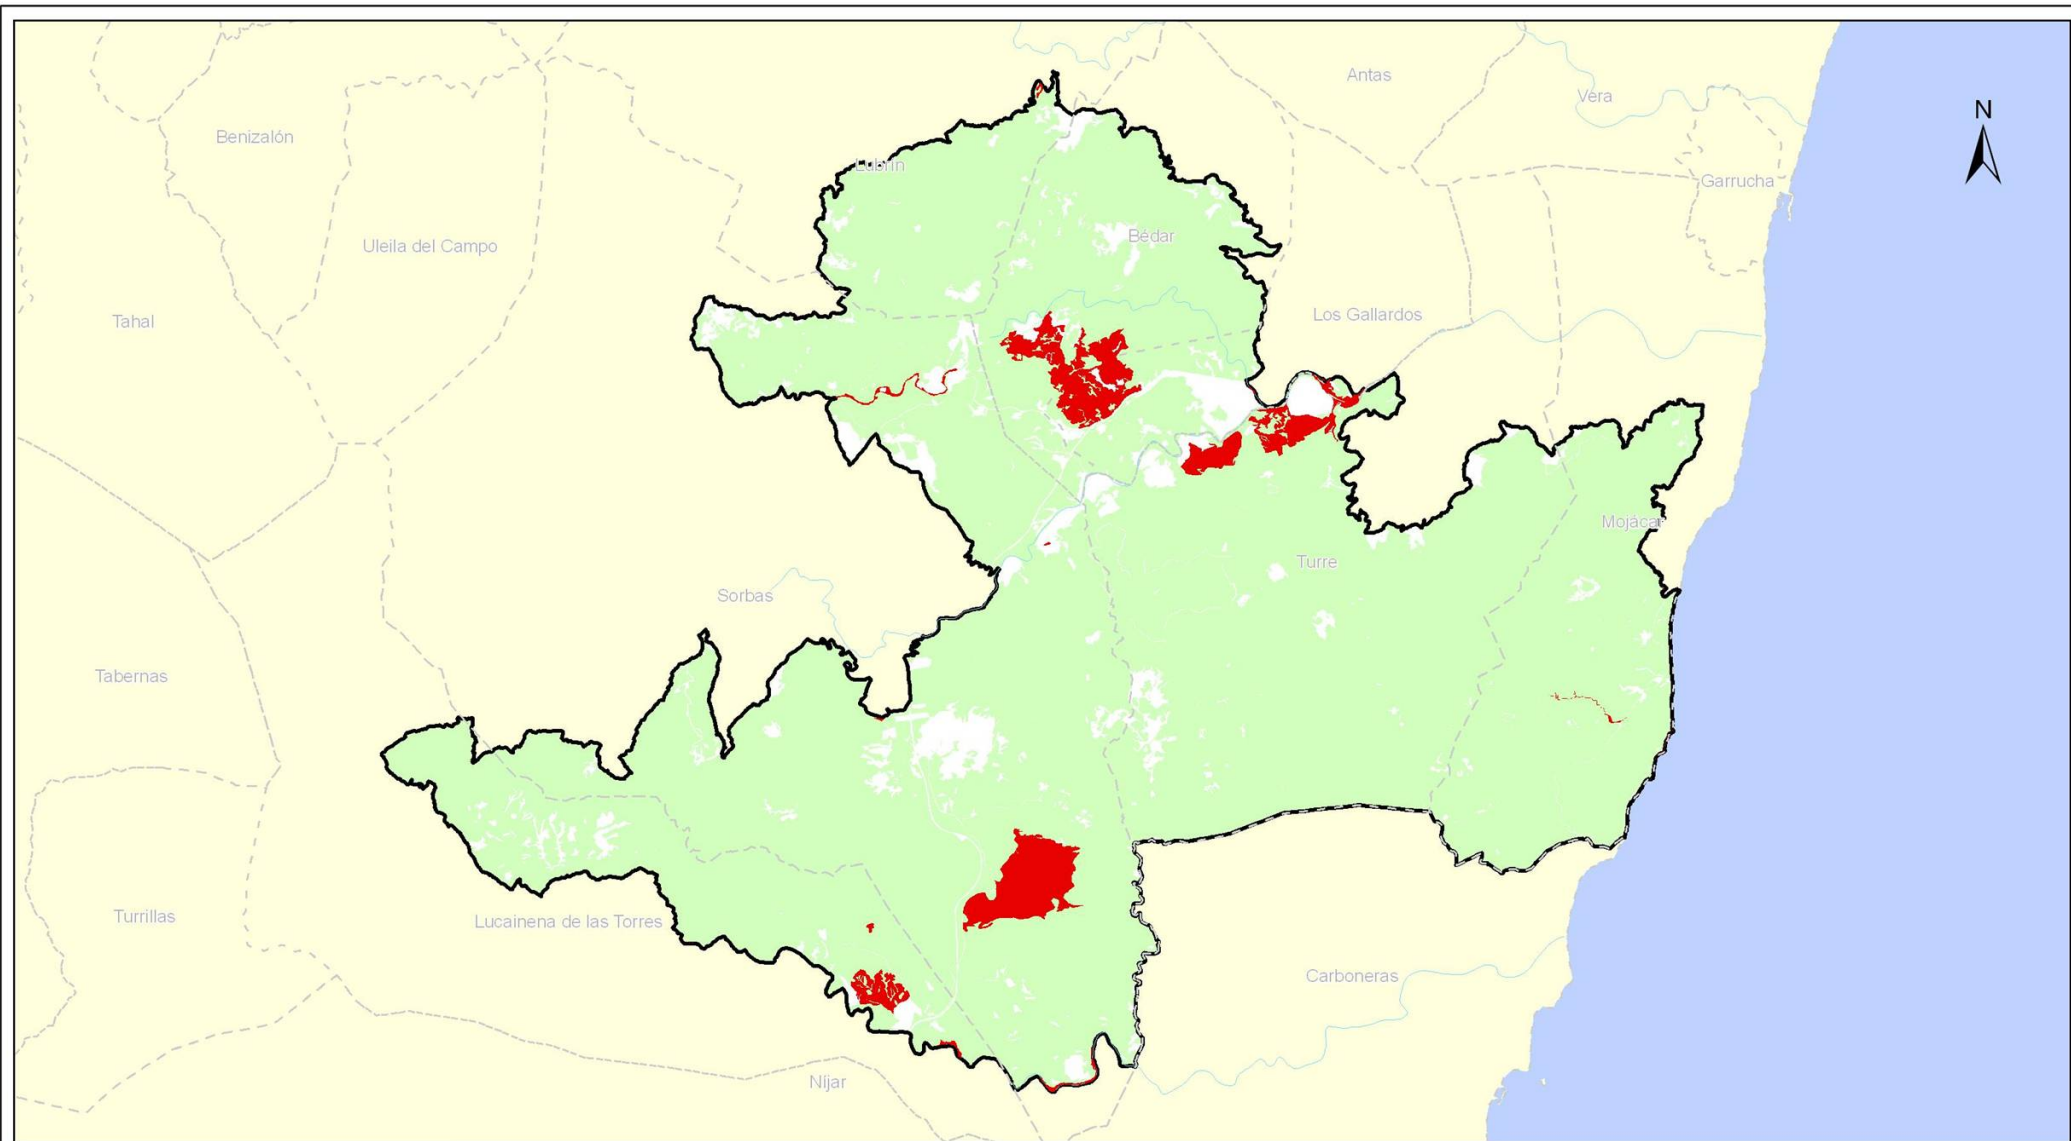 Antas
Vera
N
Benizalón
Lubrín
Garrucha
Bédar
Uleila del Campo
Los Gallardos
Tahal
Mojácar
Turre
Sorbas
Tabernas
Turrillas
Lucainena de las Torres
Carboneras
Níjar